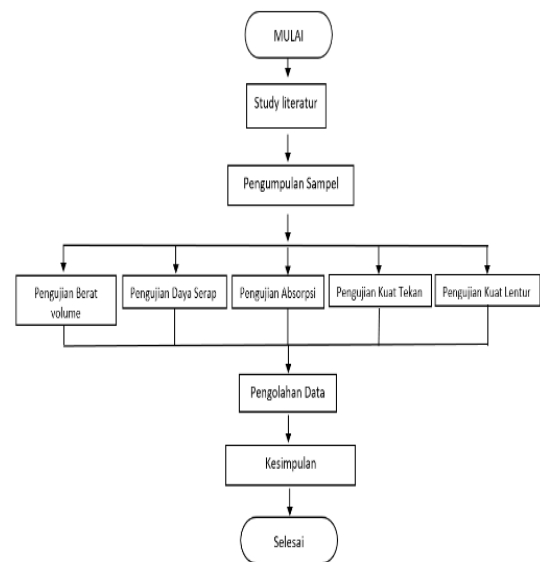 MULAI
Study literatur
Pengumpulan Sampel
Pengujian Berat
volume
Pengujian Daya Serap
Pengujian Absorpsi
Pengujian Kuat Tekan
Pengujian Kuat Lentur
Pengolahan Data
Kesimpulan
Selesai